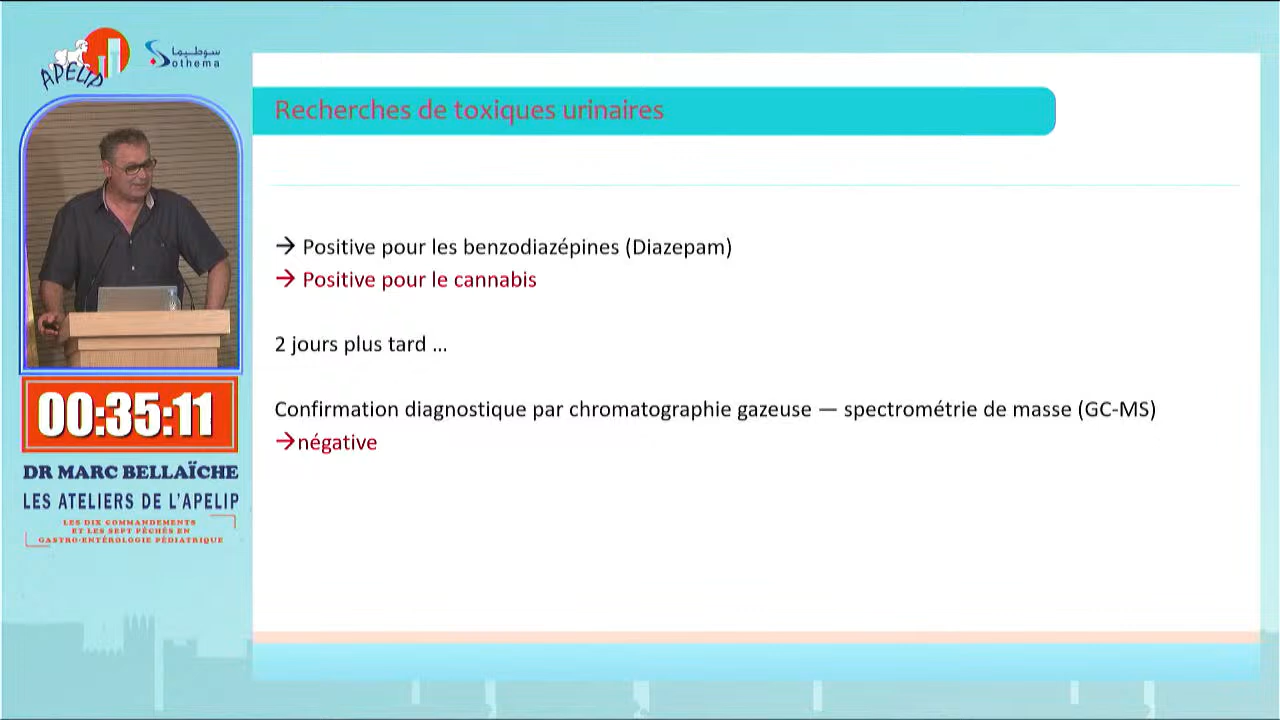 APELIP
سوطيما
Sothema
Recherches de toxiques urinaires
→ Positive pour les benzodiazépines (Diazepam)
→ Positive pour le cannabis
2 jours plus tard ...
Confirmation diagnostique par chromatographie gazeuse — spectrométrie de masse (GC-MS)
→négative
00:35:11
DR MARC BELLAÏCHE
LES ATELIERS DE L'APELIP
LES DIX COMMANDEMENTS
ET LES SEPT PÉCHÉS EN
GASTRO-ENTÉROLOGIE PÉDIATRIQUE